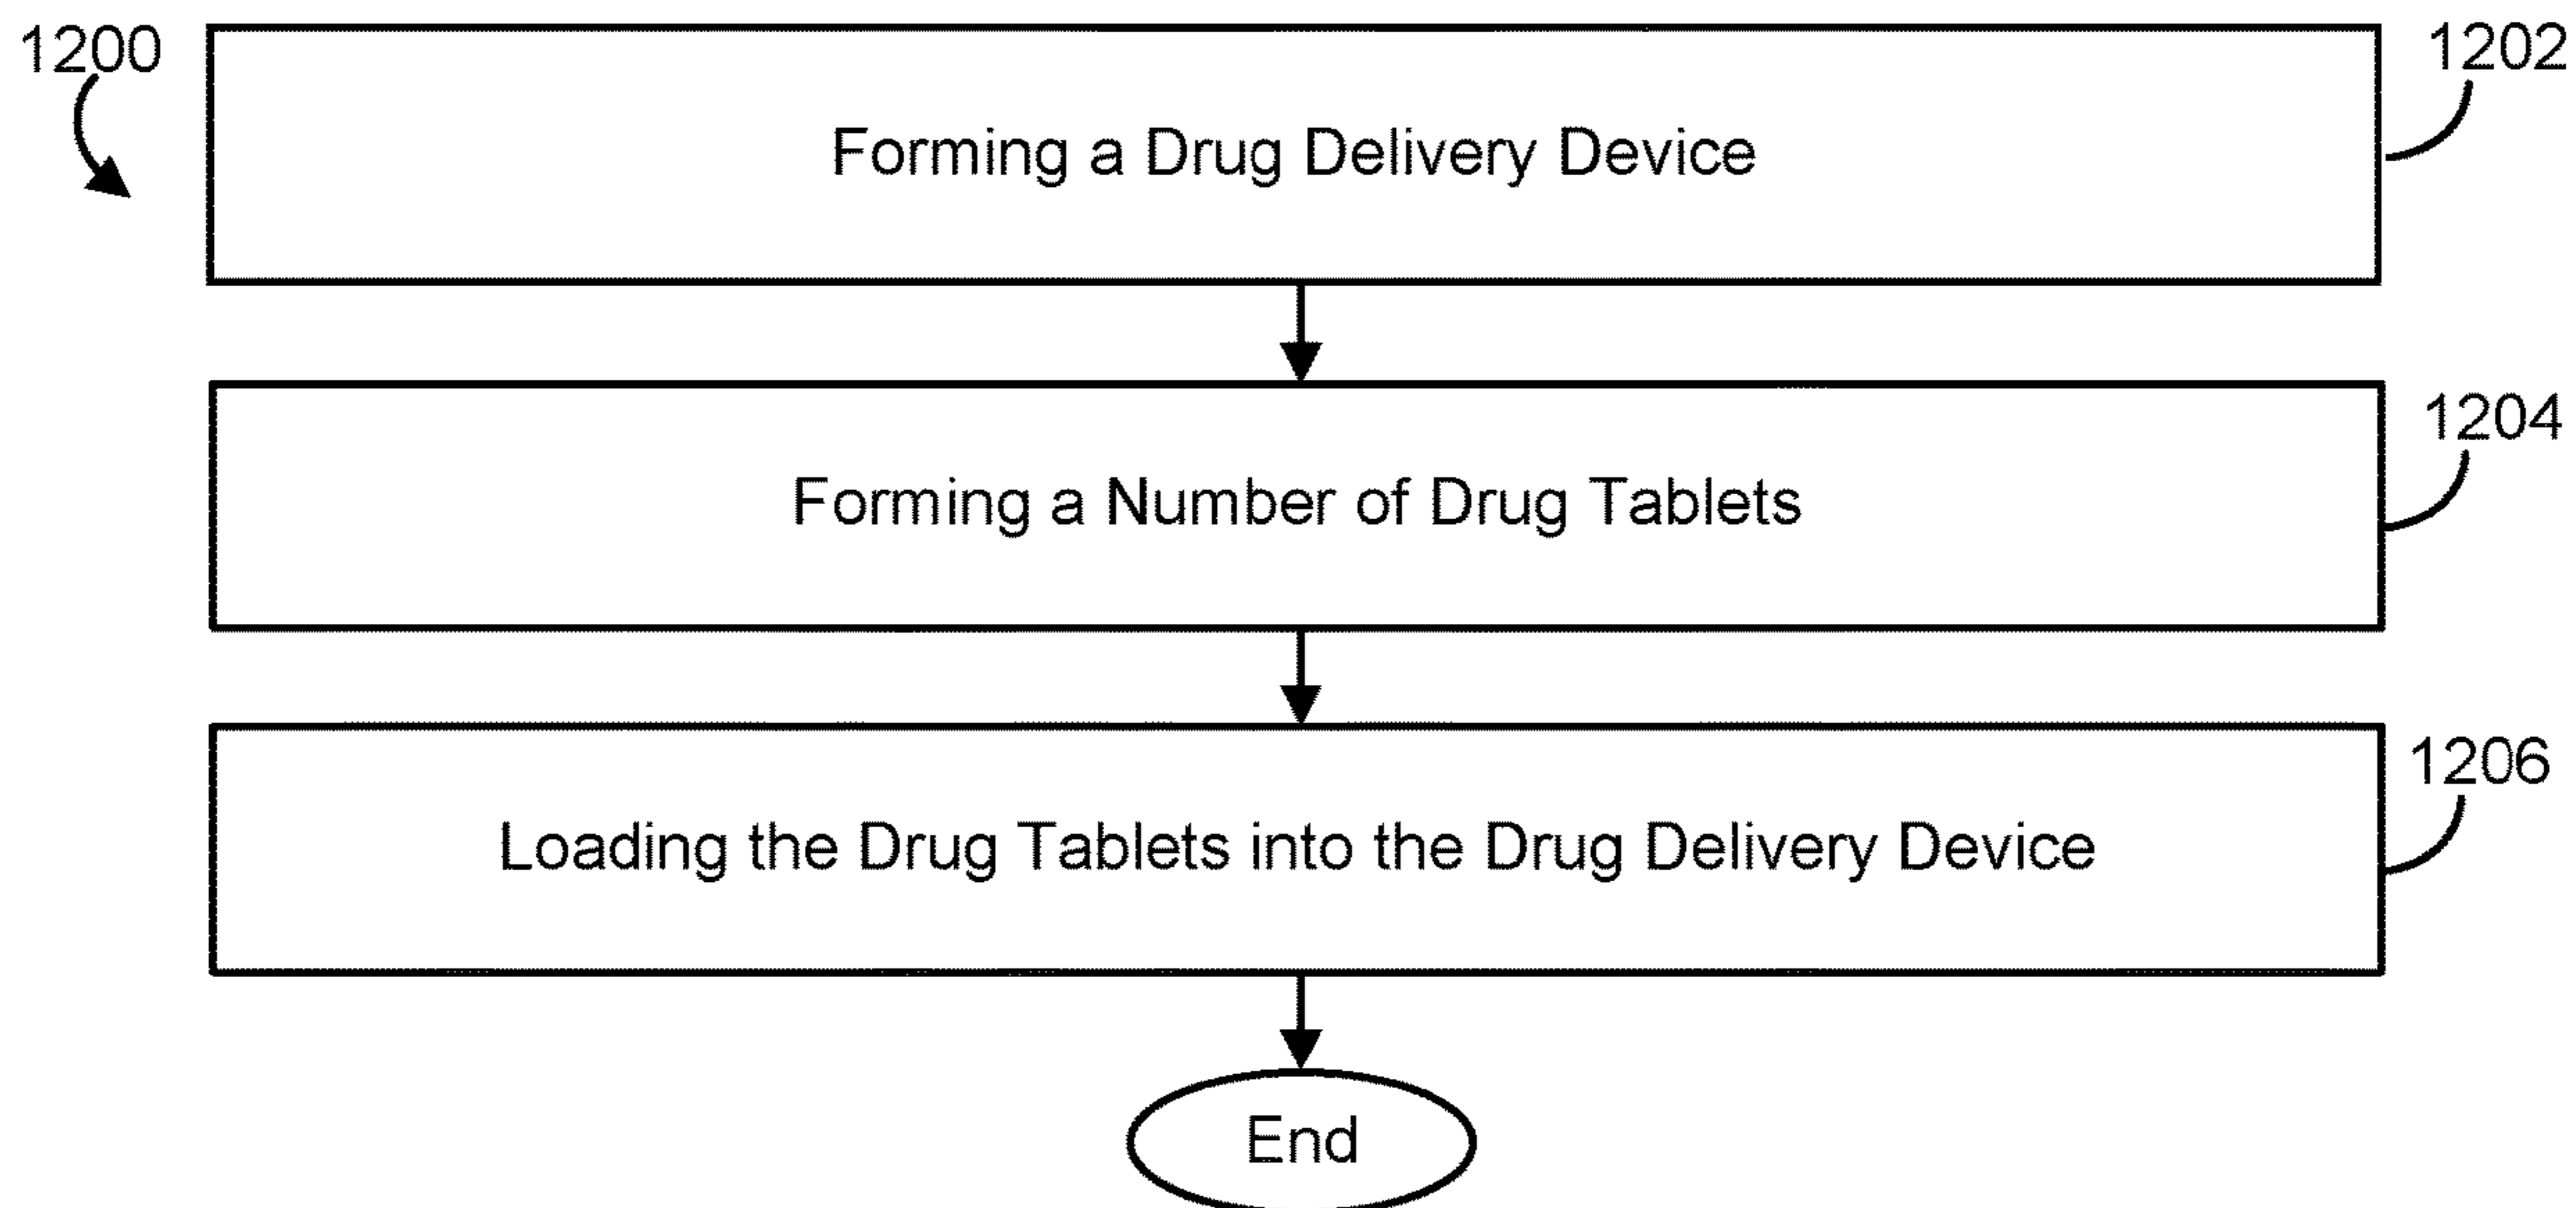 1200
1202
Forming a Drug Delivery Device
1204
Forming a Number of Drug Tablets
1206
Loading the Drug Tablets into the Drug Delivery Device
End